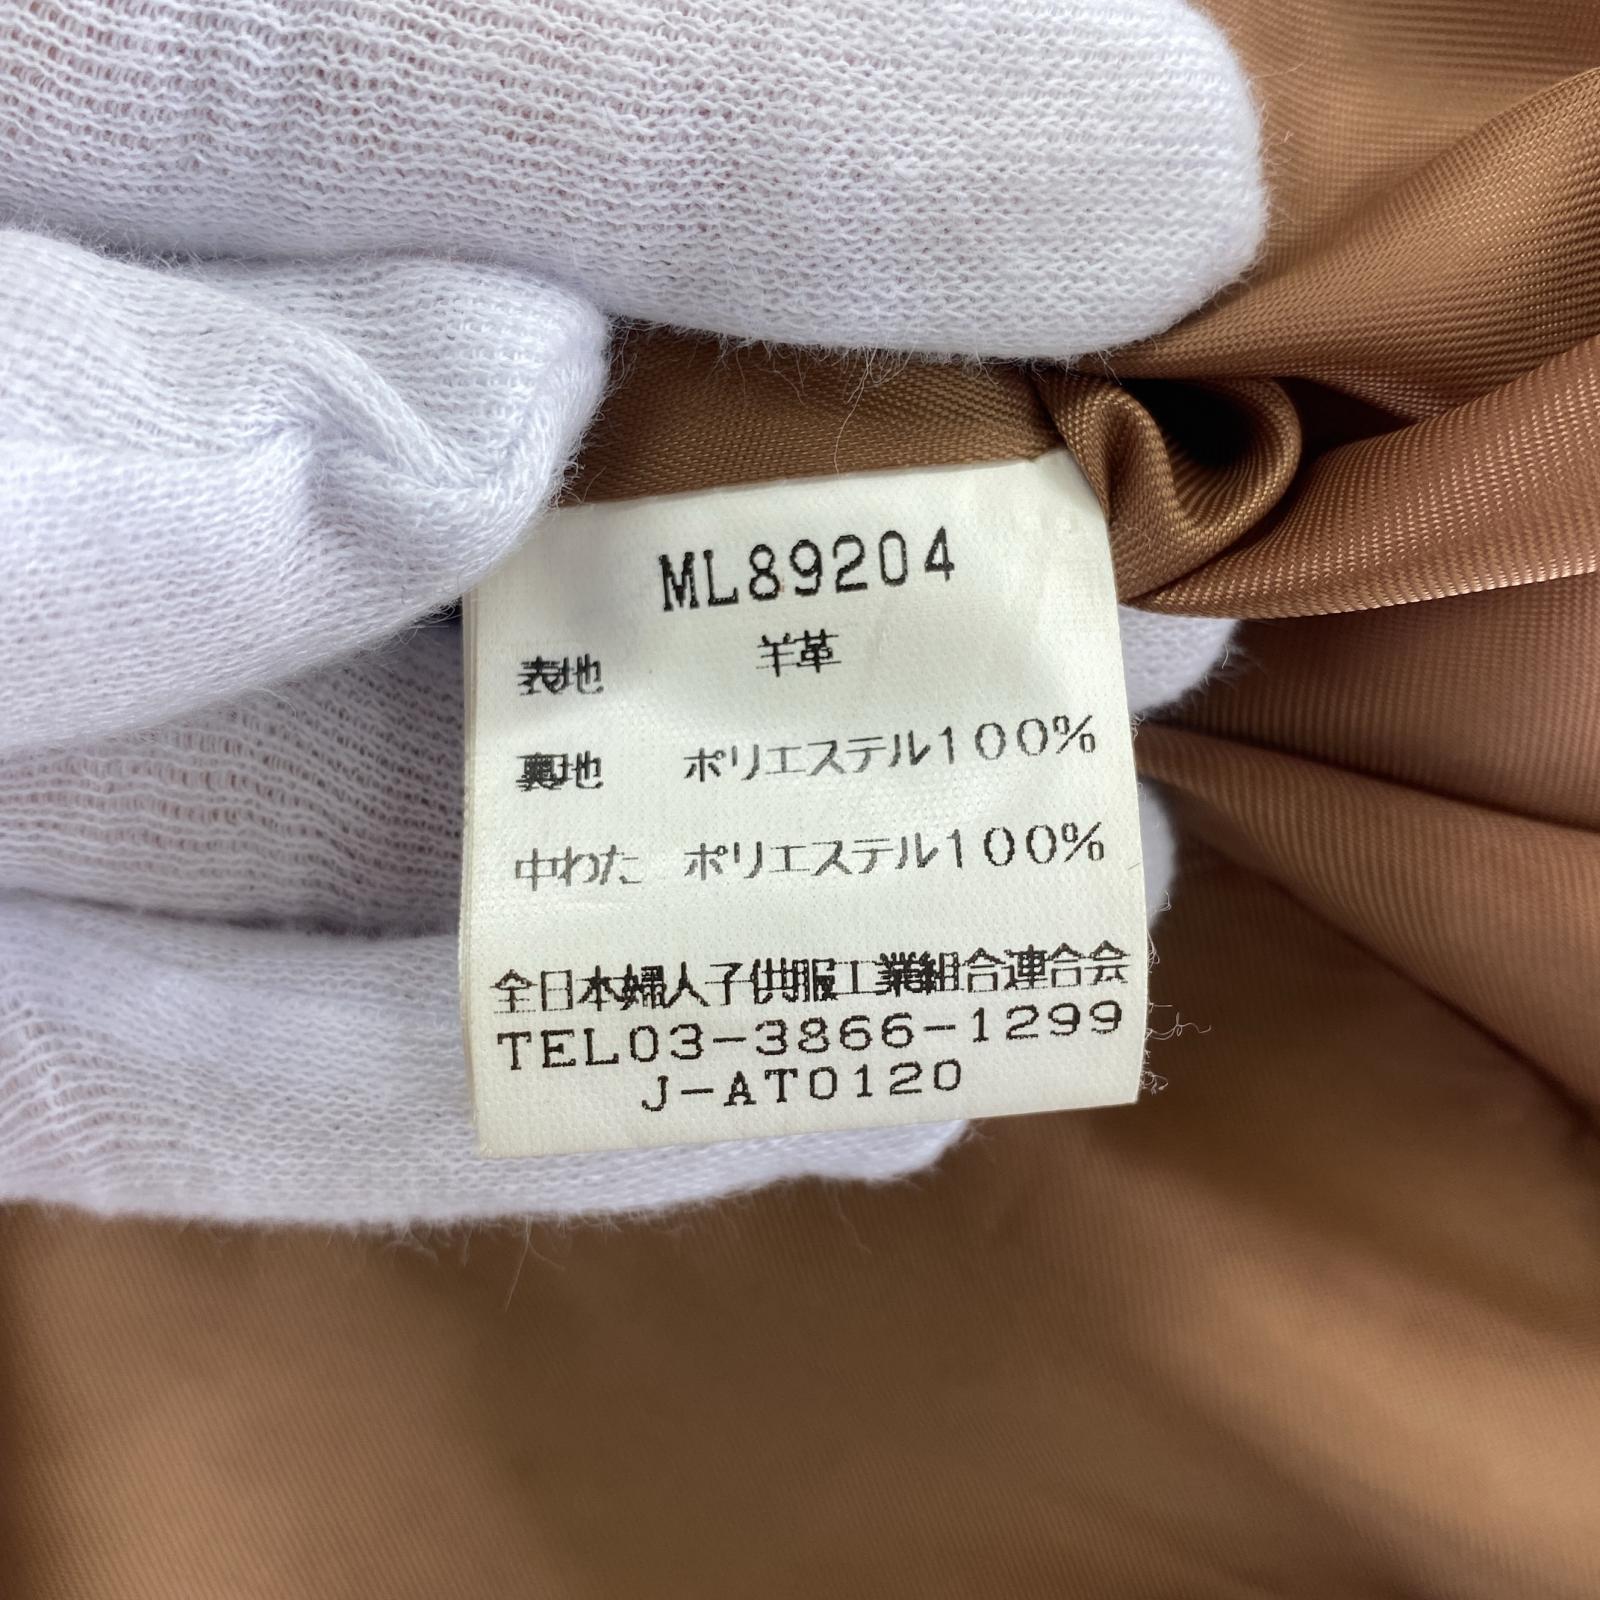 ML89204
表地 羊革
裏地 ポリエステル100%
中わた ポリエステル100%
全日本婦人子供服工業組合連合会
TEL03-3866-1299
J-AT0120